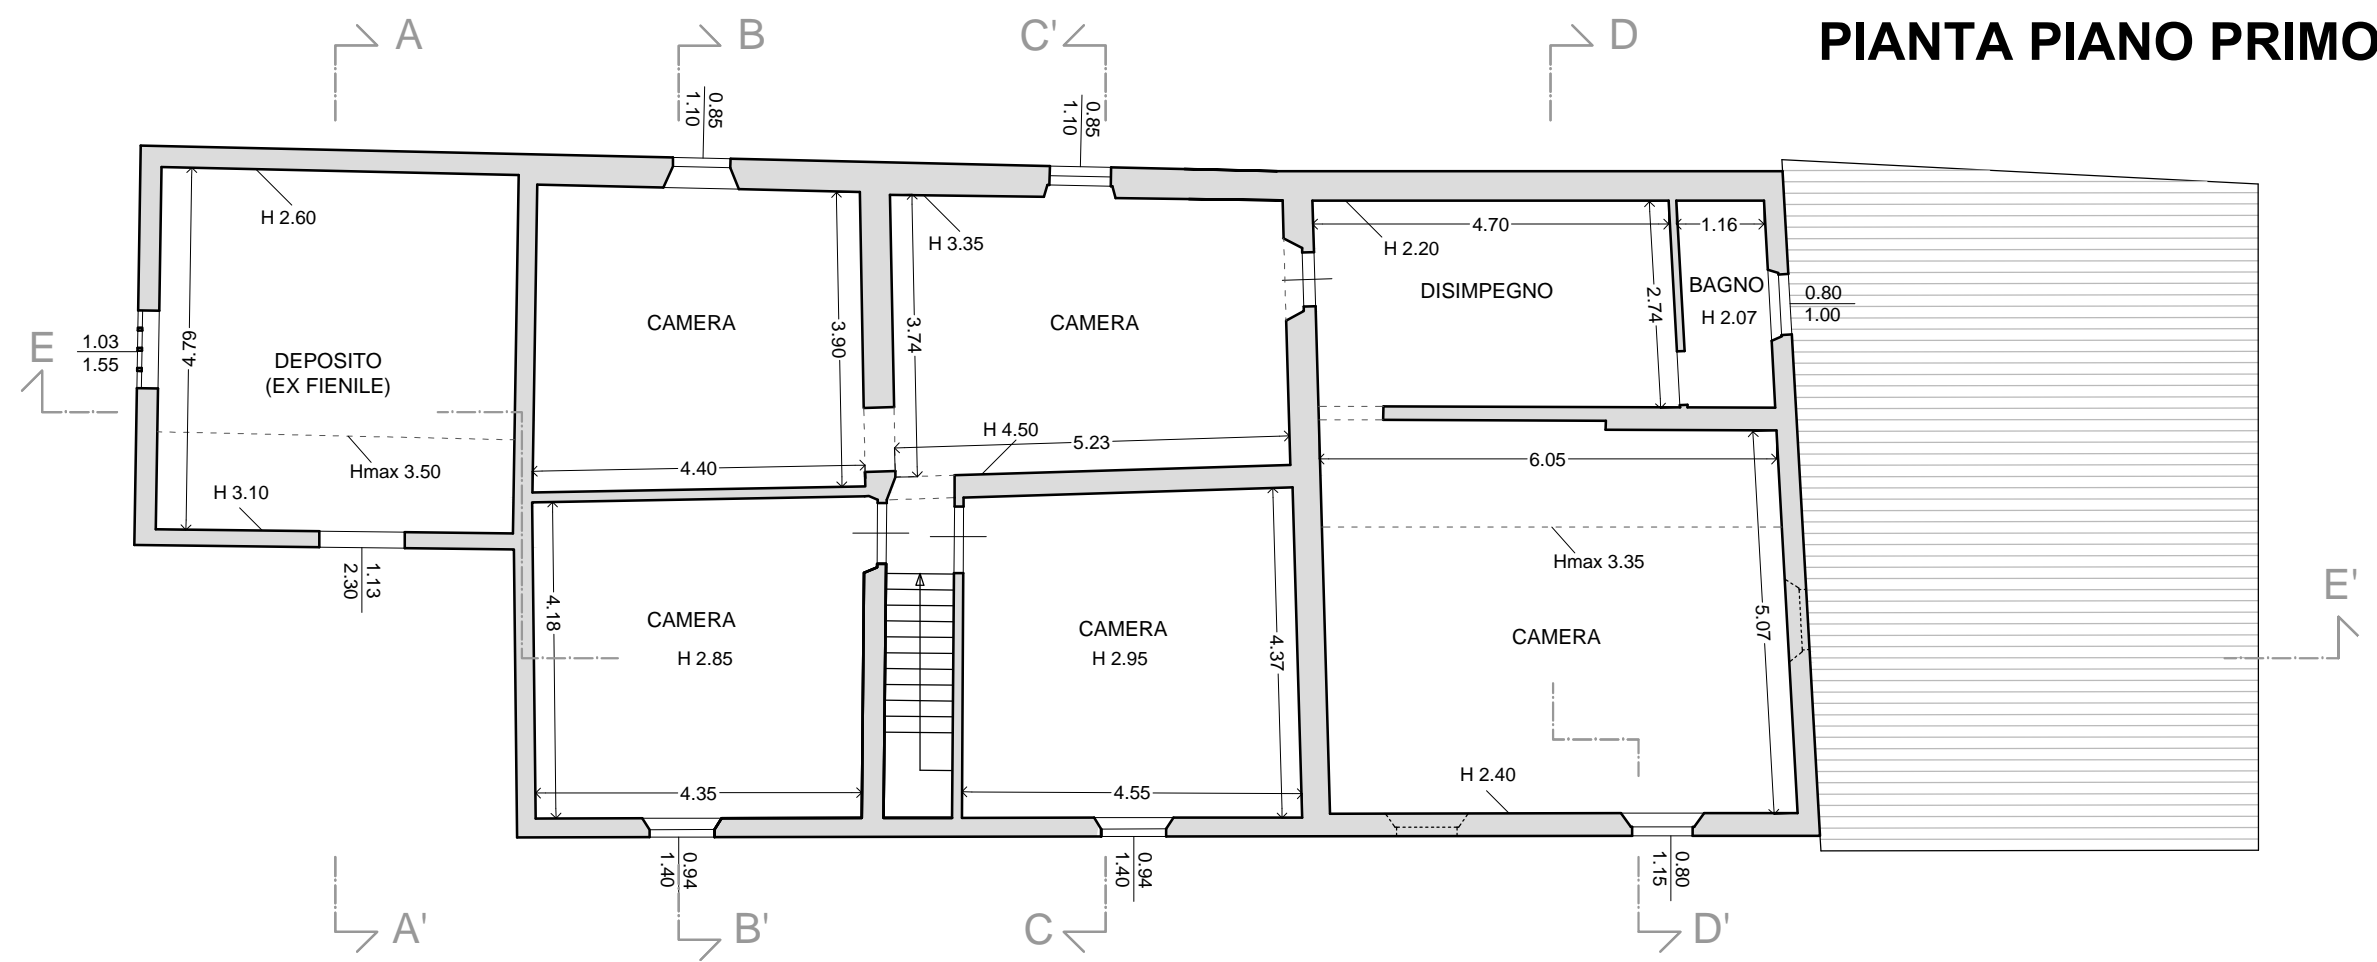 A
B
C'
D
PIANTA PIANO PRIMO
0.85
1.10
0.85
1.10
H 2.60
H 3.35
4.70
1.16
H 2.20
DISIMPEGNO
BAGNO
H 2.07
2.74
0.80
1.00
CAMERA
3.90
3.74
CAMERA
E
1.03
1.55
4.79
DEPOSITO
(EX FIENILE)
H 4.50
5.23
4.40
6.05
Hmax 3.50
H 3.10
Hmax 3.35
1.13
2.30
4.18
CAMERA
H 2.85
CAMERA
H 2.95
4.37
CAMERA
5.07
E'
H 2.40
4.35
4.55
0.94
1.40
0.94
1.40
0.80
1.15
A'
B'
C
D'